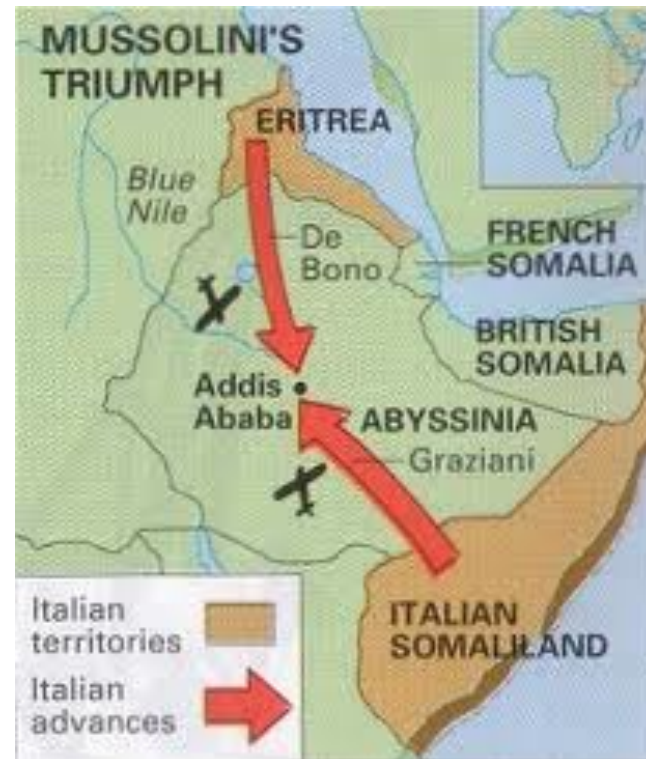 MUSSOLINI'S
TRIUMPH
ERITREA
Blue
Nile
De
Bono
FRENCH
SOMALIA
BRITISH
SOMALIA
Addis
Ababa
ABYSSINIA
Graziani
ITALIAN
SOMALILAND
Italian
territories
Italian
advances